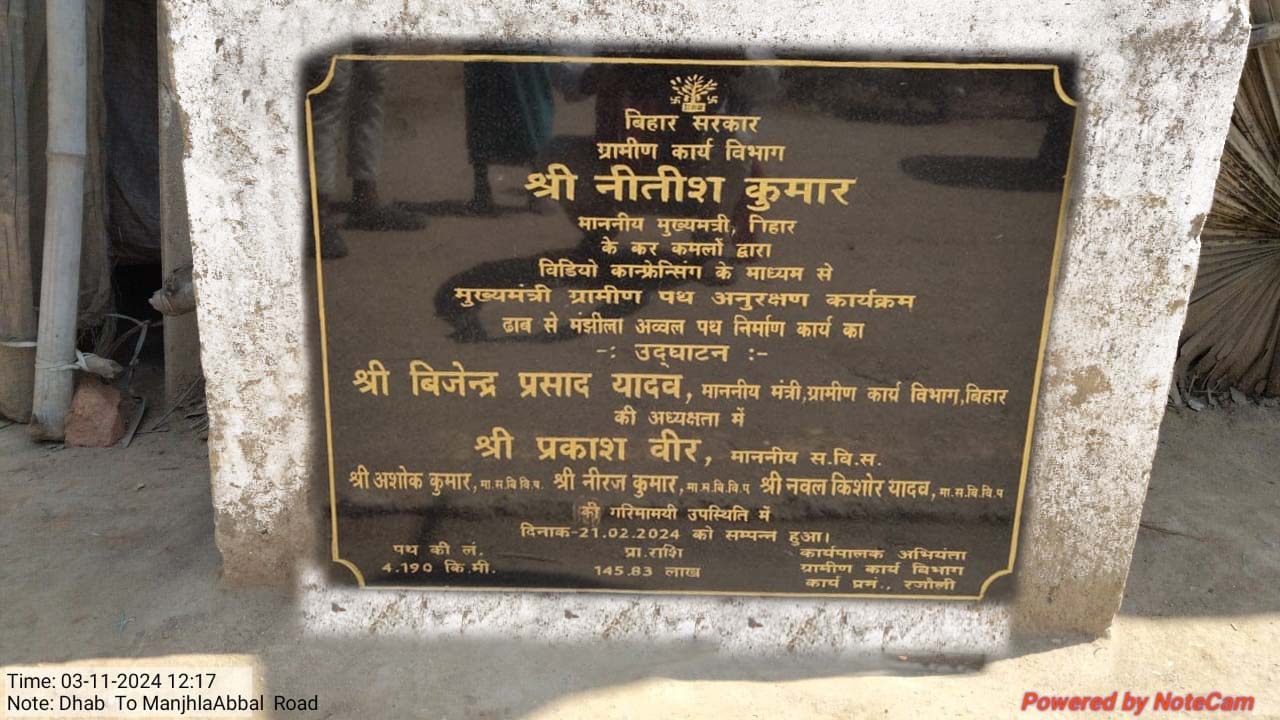 बिहार सरकार
ग्रामीण कार्य विभाग
श्री नीतीश कुमार
माननीय मुख्यमत्री, बिहार
के कर कमलों द्वारा
विडियो कान्फ्रेन्सिंग के माध्यम से
मुख्यमंत्री ग्रामीण पथ अनुरक्षण कार्यक्रम
ढाब से मंझीला अव्वल पथ निर्माण कार्य का
-: उद्घाटन :-
श्री बिजेन्द्र प्रसाद यादव, माननीय मंत्री,ग्रामीण कार्य विभाग,बिहार
की अध्यक्षता में
श्री प्रकाश वीर, माननीय स.वि.स.
श्री अशोक कुमार, मा.स.बि.वि.प. श्री नीरज कुमार, मा.स.बि.वि.प श्री नवल किशोर यादव, मा.स.बि.वि.प
की गरिमामयी उपस्थिति में
दिनाक-21.02.2024 को सम्पन्न हुआ।
पथ की लं. प्रा.राशि कार्यपालक अभियंता
4.190 कि.मी. 145.83 लाख ग्रामीण कार्य विभाग
कार्य प्रमं., रजौली
Time: 03-11-2024 12:17
Note: Dhab To ManjhlaAbbal Road
Powered by NoteCam